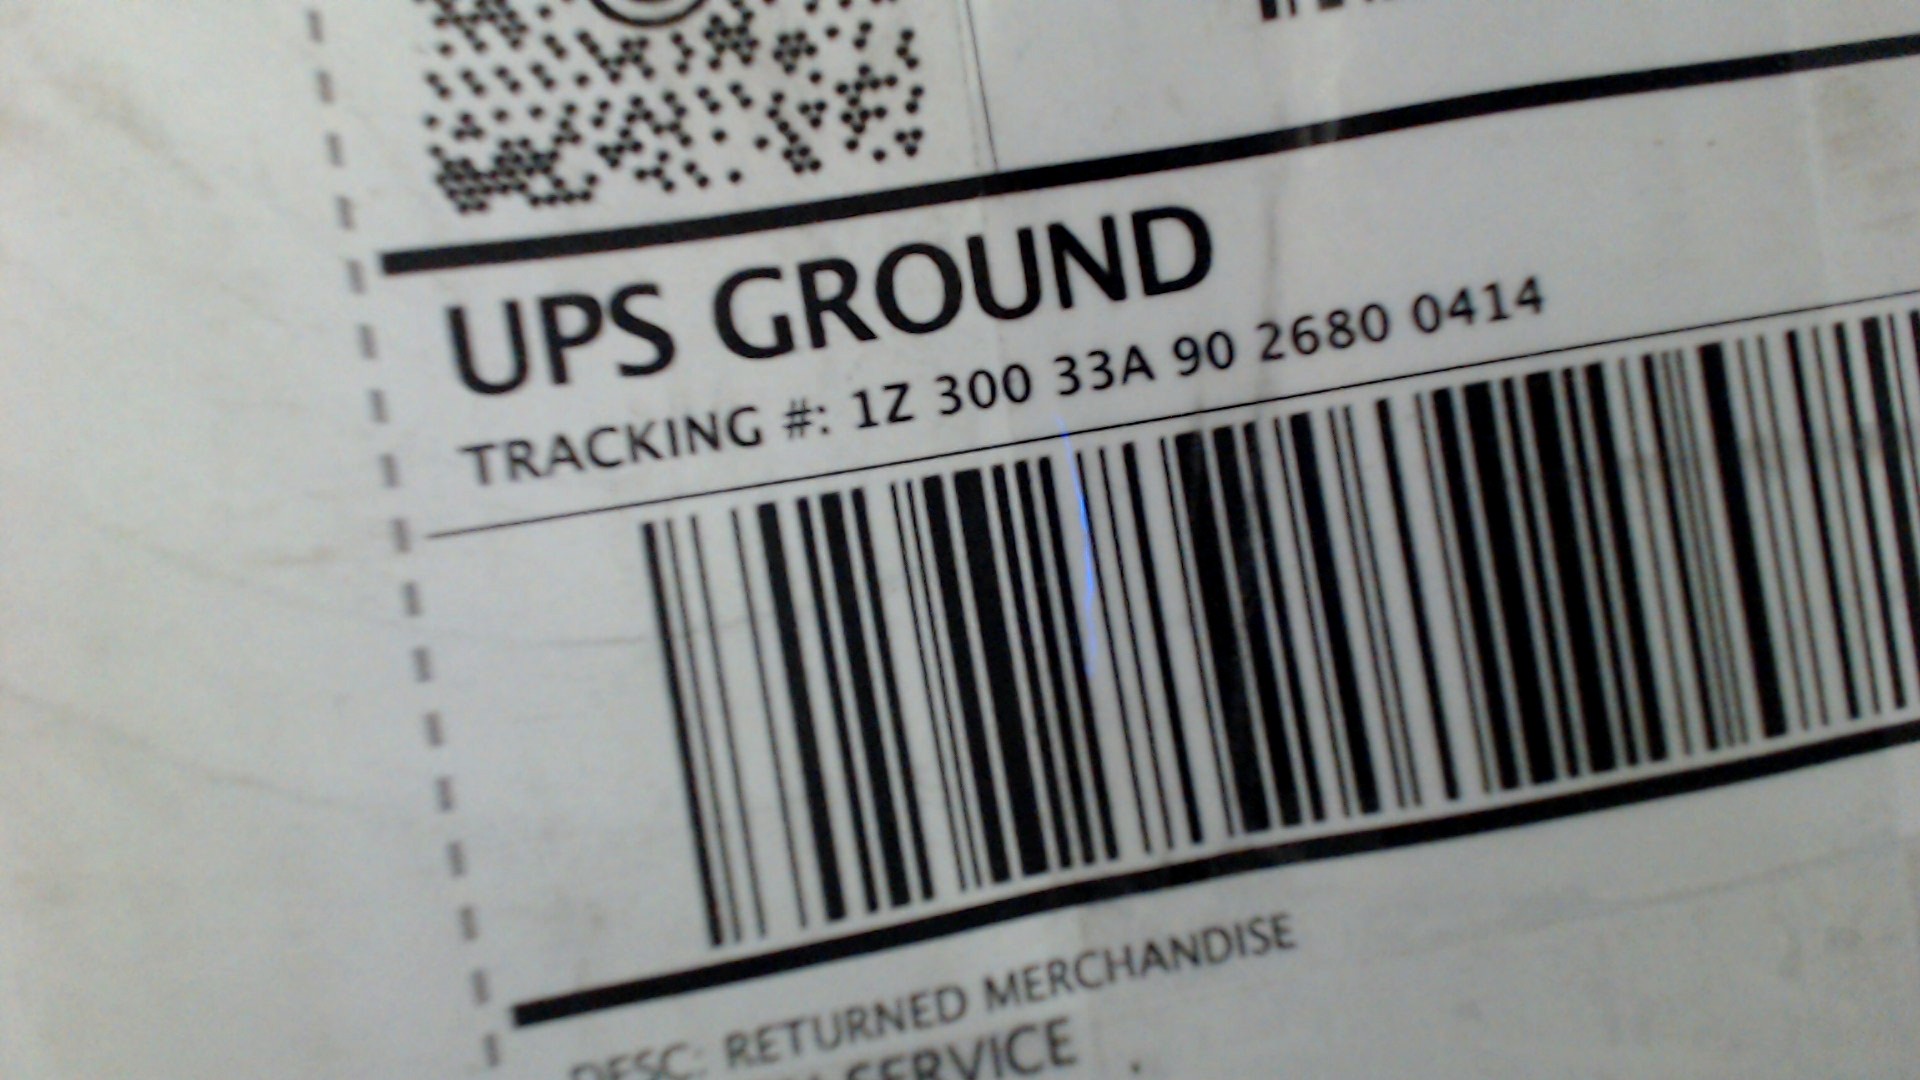 UPS GROUND
TRACKING #: 1Z 300 33A 90 2680 0414
DESC: RETURNED MERCHANDISE
SERVICE